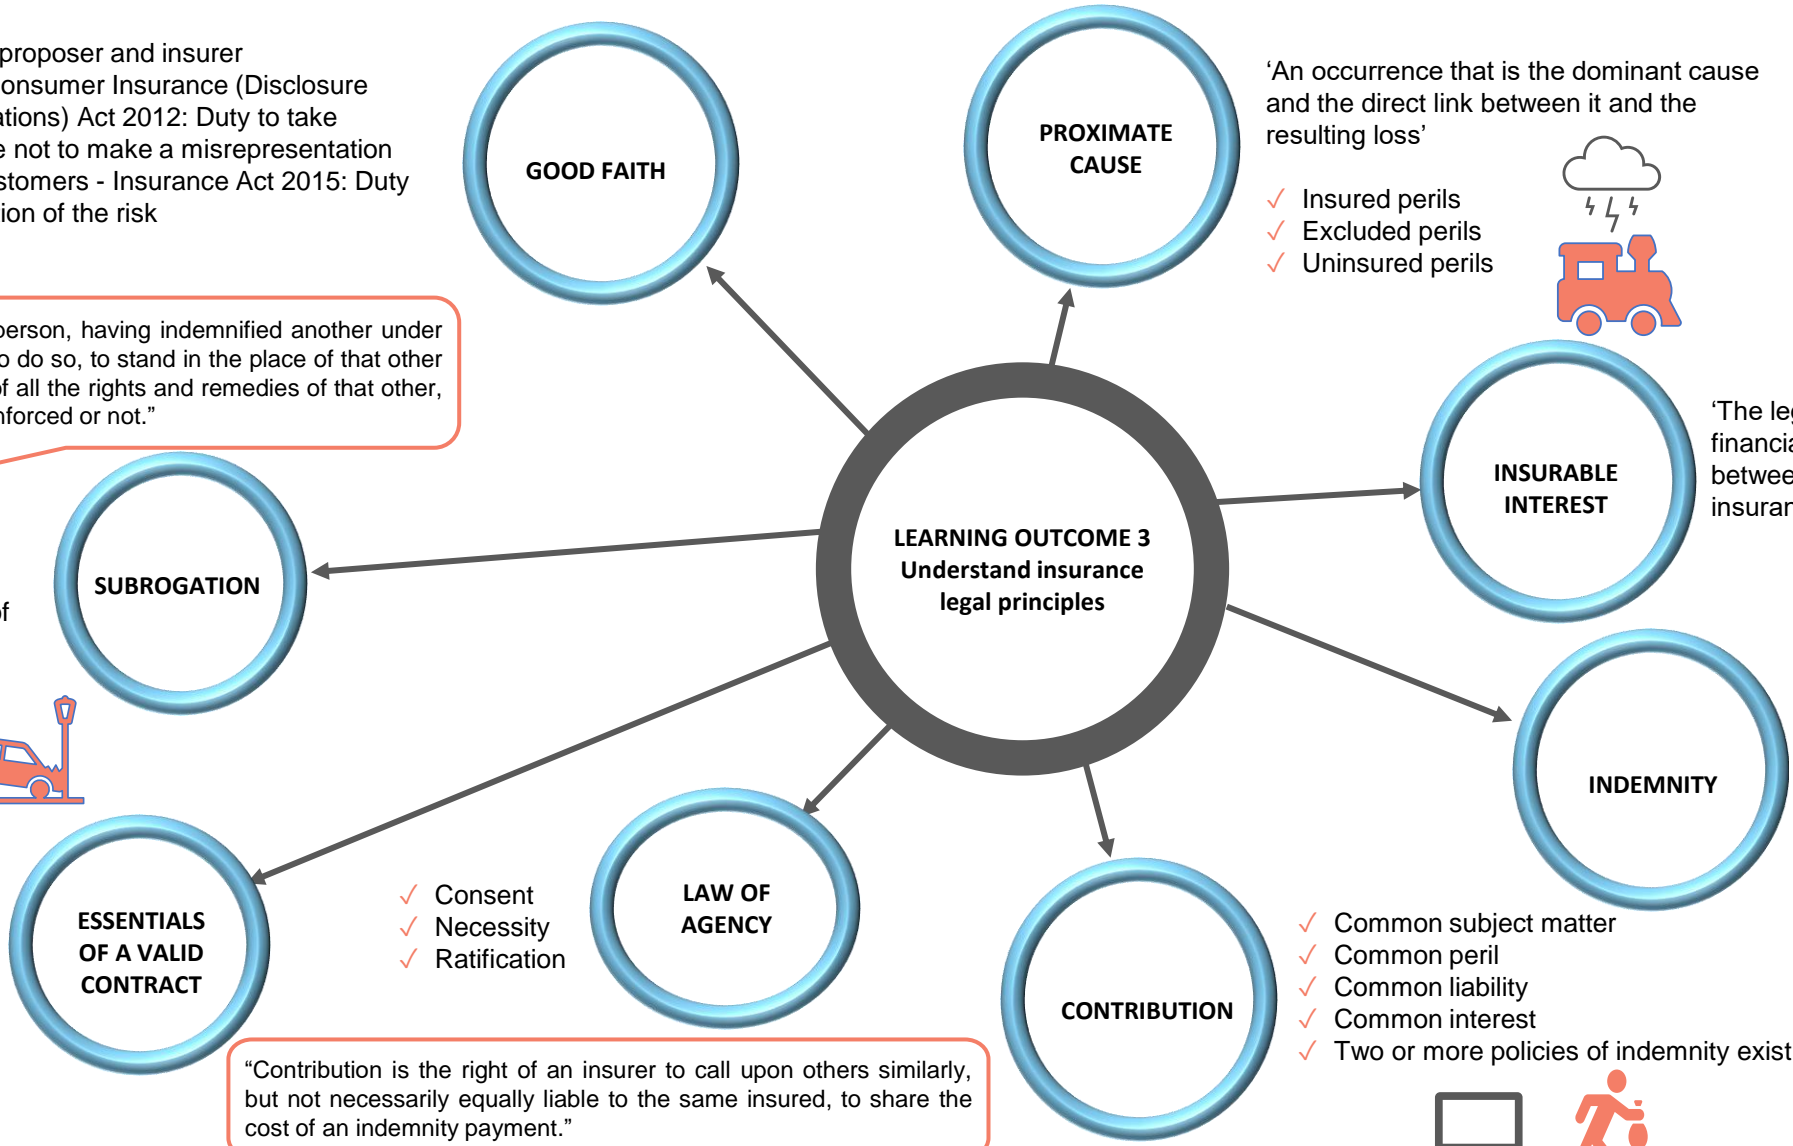 proposer and insurer
onsumer Insurance (Disclosure
ations) Act 2012: Duty to take
e not to make a misrepresentation
stomers - Insurance Act 2015: Duty
ion of the risk
GOOD FAITH
PROXIMATE
CAUSE
‘An occurrence that is the dominant cause
and the direct link between it and the
resulting loss’
✓ Insured perils
✓ Excluded perils
✓ Uninsured perils
person, having indemnified another under
o do so, to stand in the place of that other
of all the rights and remedies of that other,
nforced or not.”
INSURABLE
INTEREST
‘The leg
financia
betwee
insuran
LEARNING OUTCOME 3
Understand insurance
legal principles
SUBROGATION
of
INDEMNITY
ESSENTIALS
OF A VALID
CONTRACT
✓ Consent
✓ Necessity
✓ Ratification
LAW OF
AGENCY
CONTRIBUTION
✓ Common subject matter
✓ Common peril
✓ Common liability
✓ Common interest
✓ Two or more policies of indemnity exist
“Contribution is the right of an insurer to call upon others similarly,
but not necessarily equally liable to the same insured, to share the
cost of an indemnity payment.”